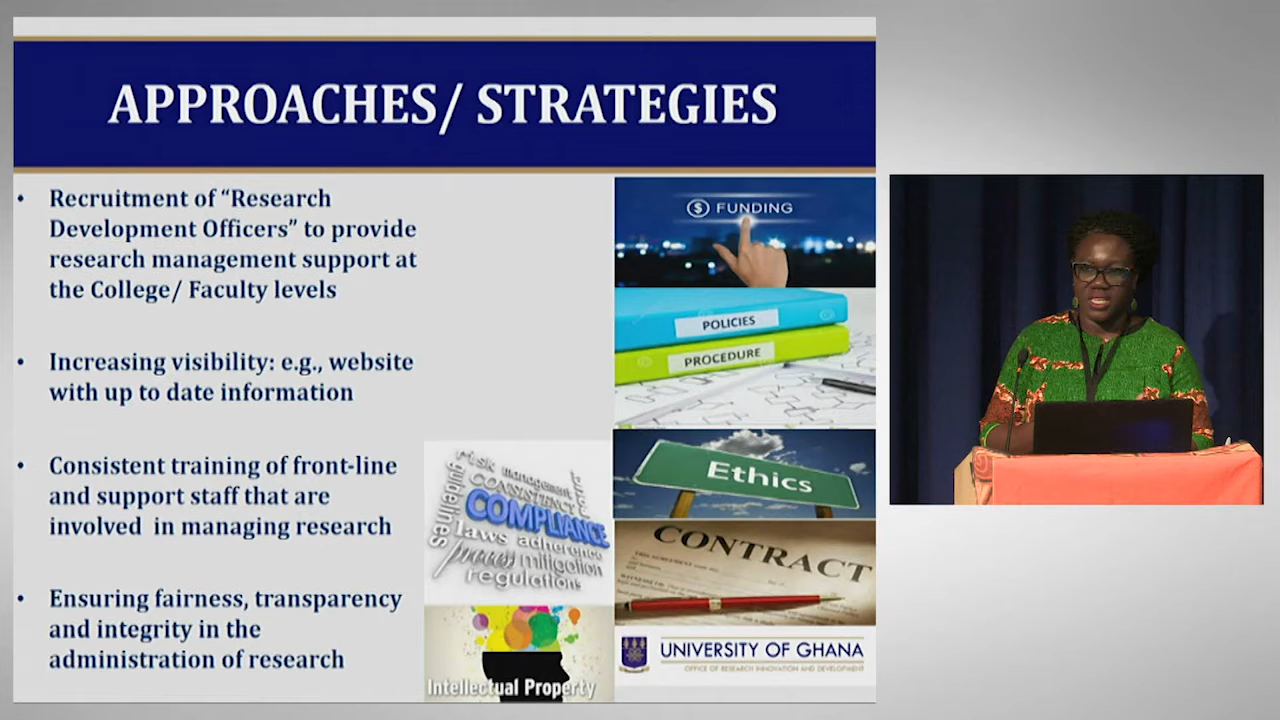 APPROACHES/ STRATEGIES
• Recruitment of “Research
Development Officers” to provide
research management support at
the College/ Faculty levels
• Increasing visibility: e.g., website
with up to date information
• Consistent training of front-line
and support staff that are
involved in managing research
• Ensuring fairness, transparency
and integrity in the
administration of research
$ FUNDING
POLICIES
PROCEDURE
Ethics
risk management
CONSISTENCY
guidelines
COMPLIANCE
laws adherence
process mitigation
regulations
CONTRACT
Intellectual Property
UNIVERSITY OF GHANA
OFFICE OF RESEARCH INNOVATION AND DEVELOPMENT